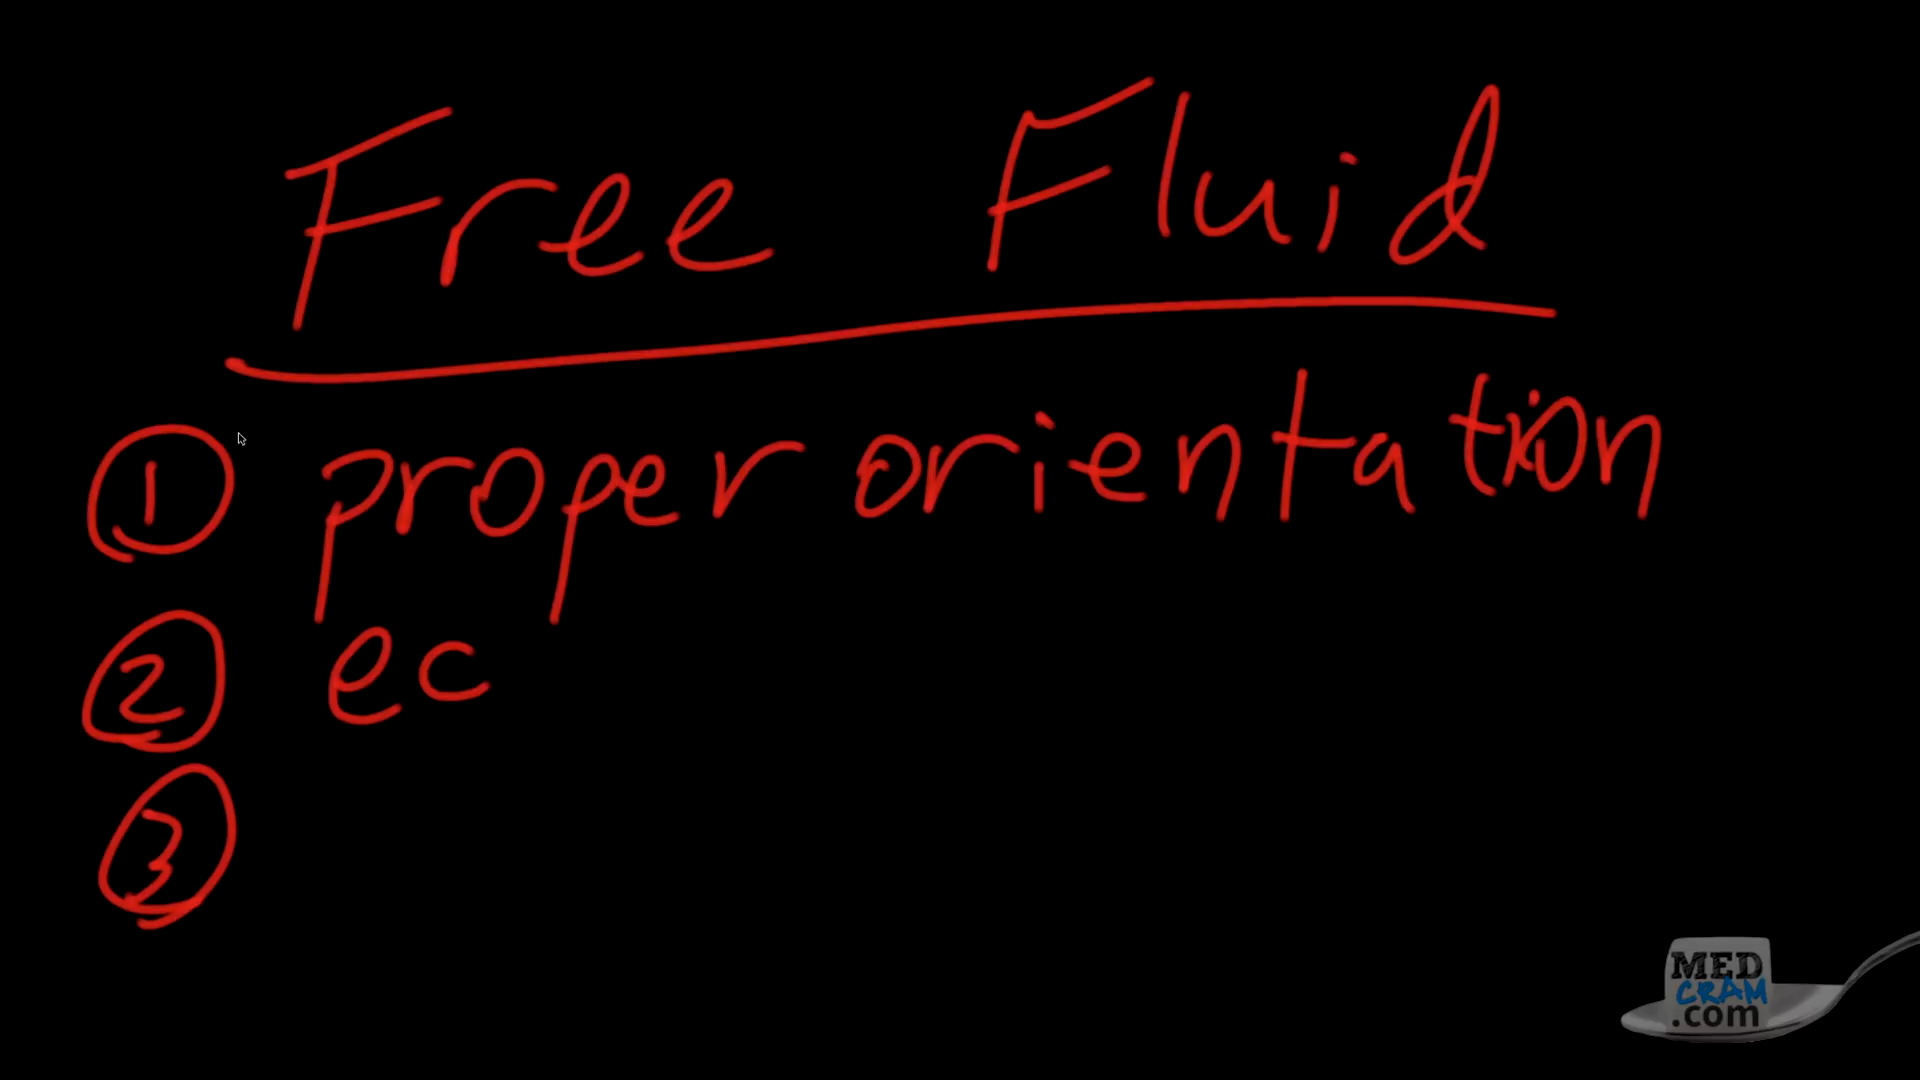 Free Fluid
1 proper orientation
2 ec
3
MED
CRAM
.com